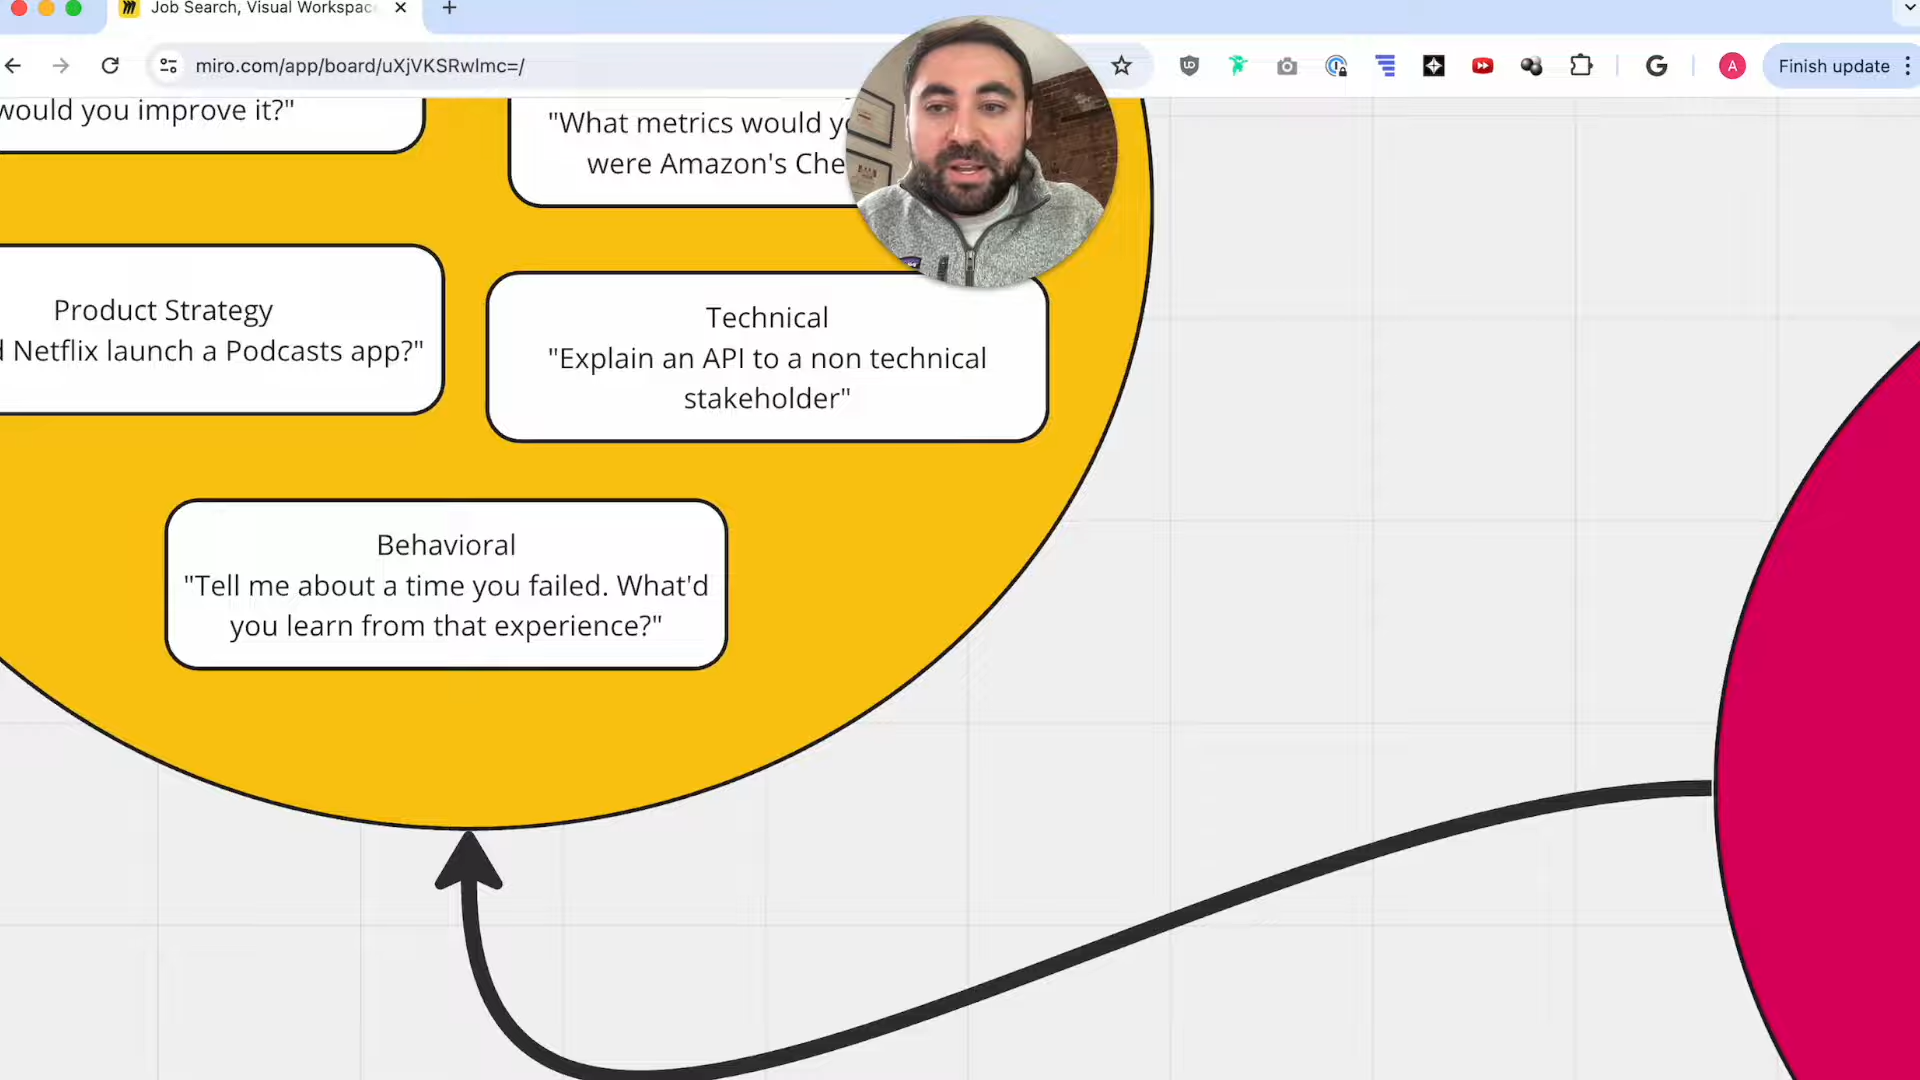 Job Search, Visual Workspac
miro.com/app/board/uXjVKSRwlmc=/
A
Finish update
would you improve it?"
"What metrics would yo
were Amazon's Che
Product Strategy
Netflix launch a Podcasts app?"
Technical
"Explain an API to a non technical
stakeholder"
Behavioral
"Tell me about a time you failed. What'd
you learn from that experience?"